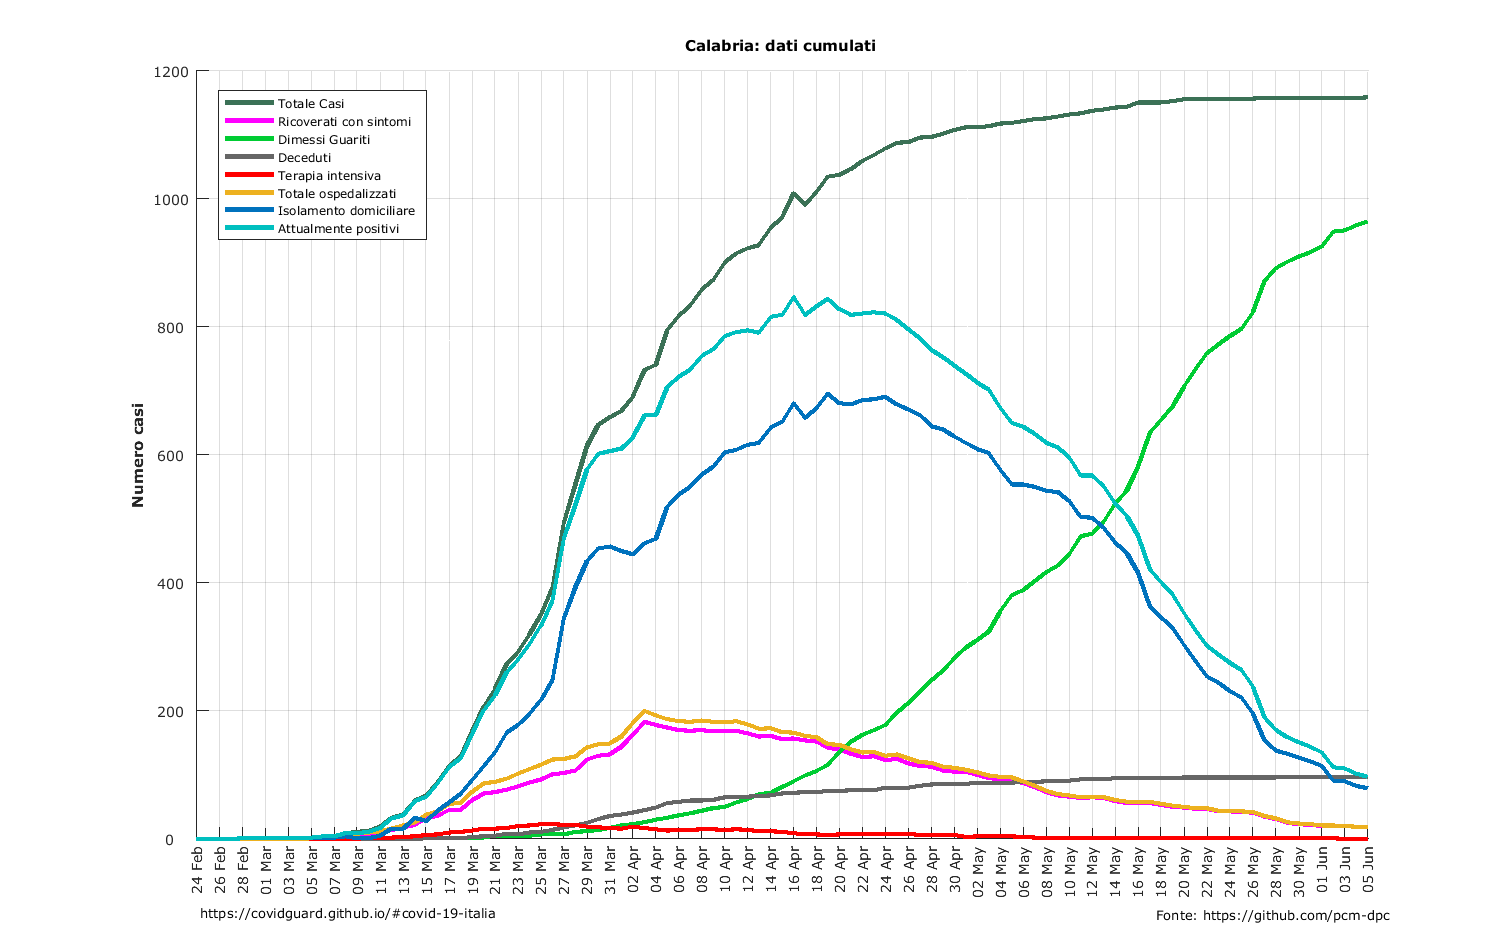 Calabria: dati cumulati
1200
1000
800
600
400
200
0
Numero casi
Totale Casi
Ricoverati con sintomi
Dimessi Guariti
Deceduti
Terapia intensiva
Totale ospedalizzati
Isolamento domiciliare
Attualmente positivi
24 Feb
26 Feb
28 Feb
01 Mar
03 Mar
05 Mar
07 Mar
09 Mar
11 Mar
13 Mar
15 Mar
17 Mar
19 Mar
21 Mar
23 Mar
25 Mar
27 Mar
29 Mar
31 Mar
02 Apr
04 Apr
06 Apr
08 Apr
10 Apr
12 Apr
14 Apr
16 Apr
18 Apr
20 Apr
22 Apr
24 Apr
26 Apr
28 Apr
30 Apr
02 May
04 May
06 May
08 May
10 May
12 May
14 May
16 May
18 May
20 May
22 May
24 May
26 May
28 May
30 May
01 Jun
03 Jun
05 Jun
https://covidguard.github.io/#covid-19-italia
Fonte: https://github.com/pcm-dpc